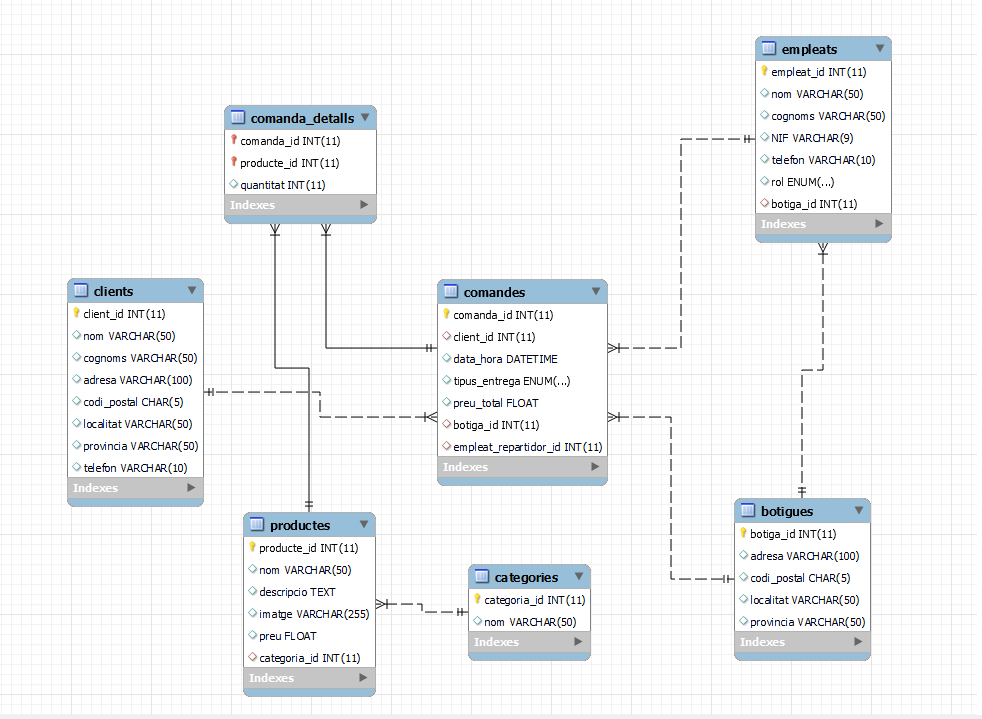 empleats
empleat_id INT(11)
nom VARCHAR(50)
cognoms VARCHAR(50)
NIF VARCHAR(9)
telefon VARCHAR(10)
rol ENUM(...)
botiga_id INT(11)
Indexes
comanda_detalls
comanda_id INT(11)
producte_id INT(11)
quantitat INT(11)
Indexes
clients
client_id INT(11)
nom VARCHAR(50)
cognoms VARCHAR(50)
adresa VARCHAR(100)
codi_postal CHAR(5)
localitat VARCHAR(50)
provincia VARCHAR(50)
telefon VARCHAR(10)
Indexes
comandes
comanda_id INT(11)
client_id INT(11)
data_hora DATETIME
tipus_entrega ENUM(...)
preu_total FLOAT
botiga_id INT(11)
empleat_repartidor_id INT(11)
Indexes
productes
producte_id INT(11)
nom VARCHAR(50)
descripcio TEXT
imatge VARCHAR(255)
preu FLOAT
categoria_id INT(11)
Indexes
categories
categoria_id INT(11)
nom VARCHAR(50)
Indexes
botigues
botiga_id INT(11)
adresa VARCHAR(100)
codi_postal CHAR(5)
localitat VARCHAR(50)
provincia VARCHAR(50)
Indexes